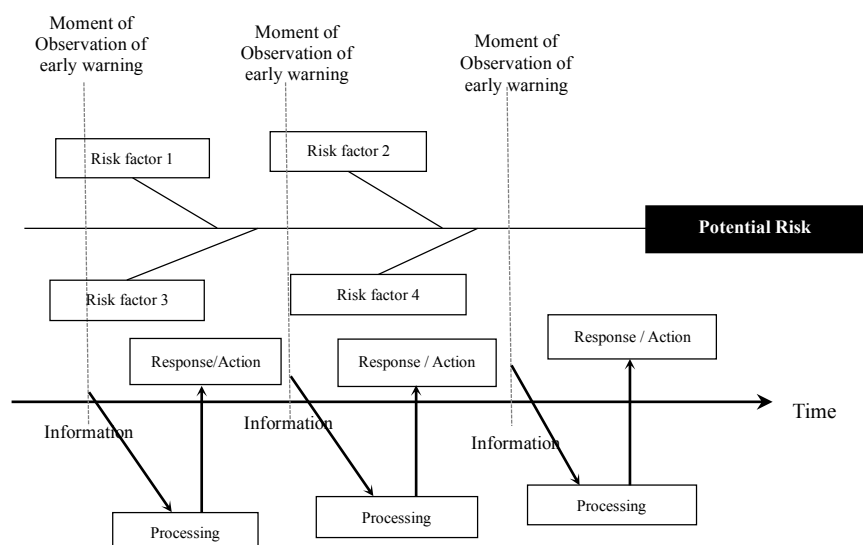 Moment of
Observation of
early warning
Moment of
Observation of
early warning
Moment of
Observation of
early warning
Risk factor 1
Risk factor 2
Potential Risk
Risk factor 3
Risk factor 4
Response/Action
Response / Action
Response / Action
Time
Information
Information
Information
Processing
Processing
Processing